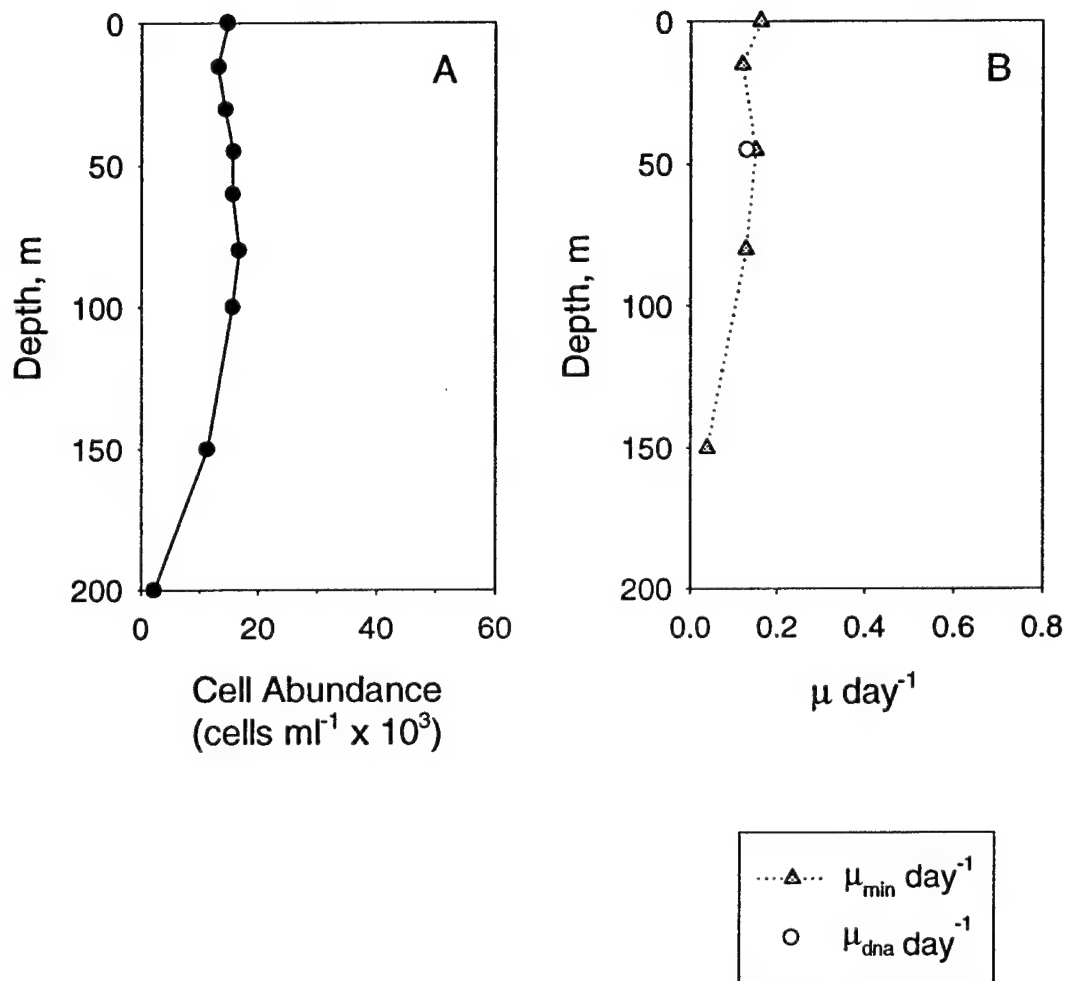 A
0
50
100
150
200
Depth, m
0
20
40
60
Cell Abundance
(cells ml⁻¹ x 10³)
B
0
50
100
150
200
Depth, m
0.0
0.2
0.4
0.6
0.8
μ day⁻¹
μmin day⁻¹
μdna day⁻¹